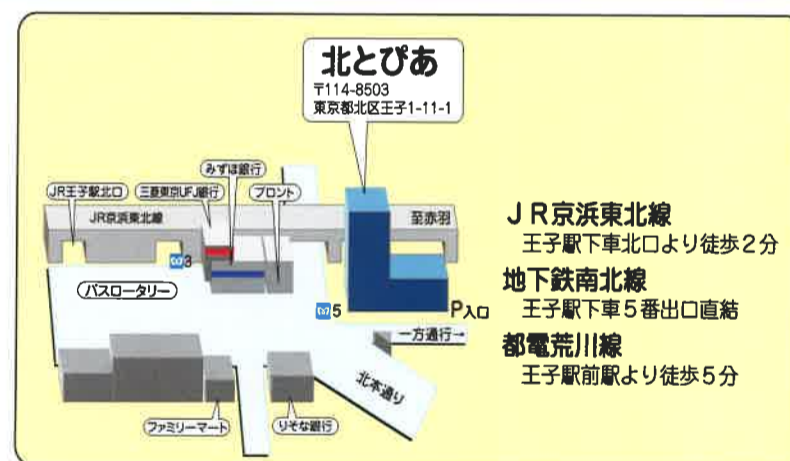 北とぴあ
〒114-8503
東京都北区王子1-11-1
みずほ銀行
JR王子駅北口
三菱東京UFJ銀行
プロント
JR京浜東北線
至赤羽
3
バスロータリー
5
P入口
一方通行→
北本通り
ファミリーマート
りそな銀行
JR京浜東北線
王子駅下車北口より徒歩2分
地下鉄南北線
王子駅下車5番出口直結
都電荒川線
王子駅前駅より徒歩5分